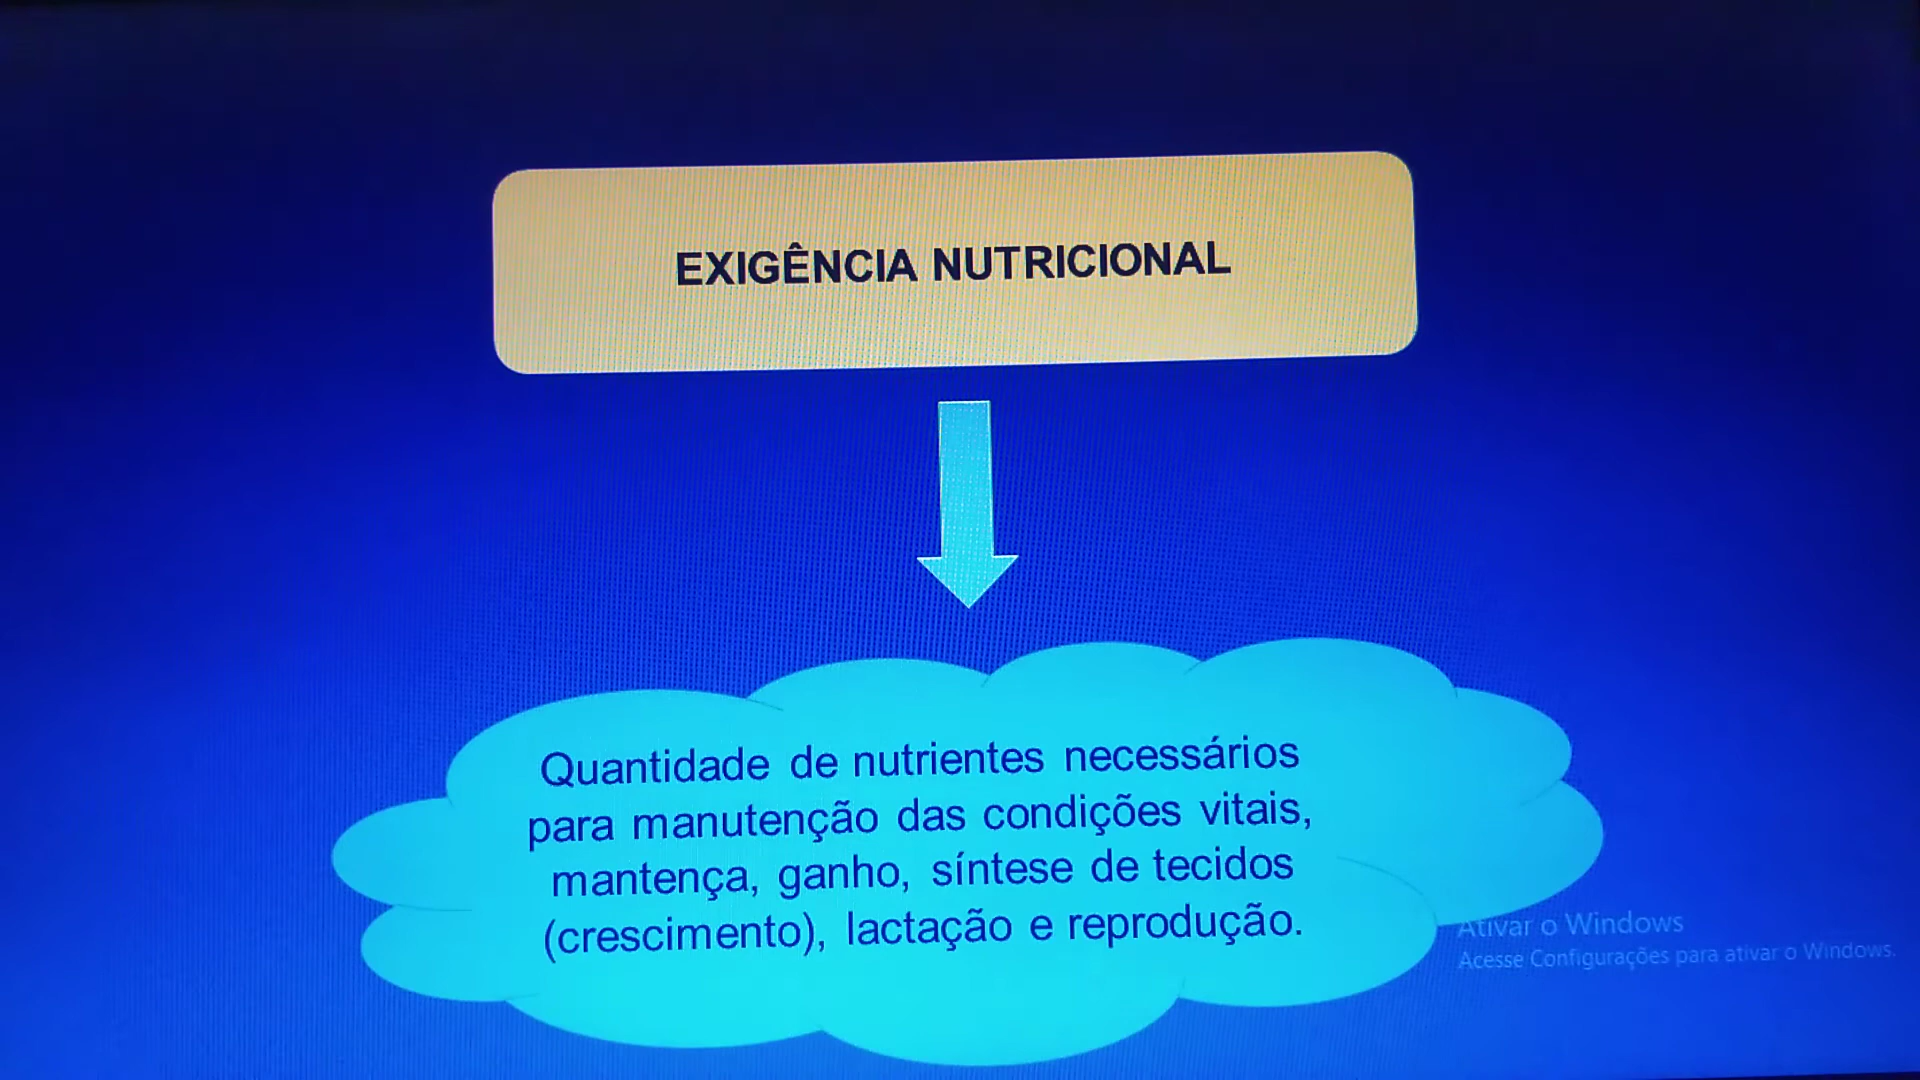 EXIGÊNCIA NUTRICIONAL
Quantidade de nutrientes necessários
para manutenção das condições vitais,
mantença, ganho, síntese de tecidos
(crescimento), lactação e reprodução.
Ativar o Windows
Acesse Configurações para ativar o Windows.